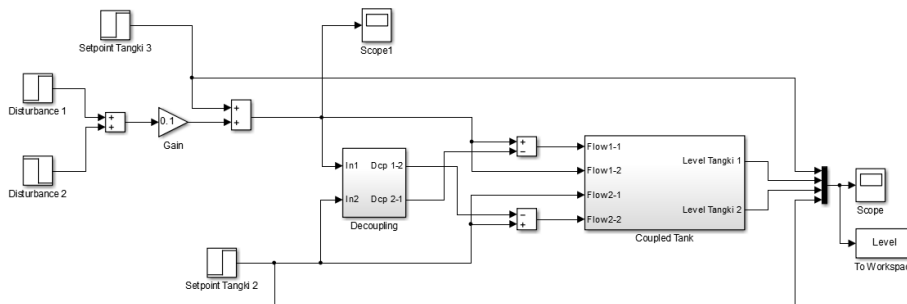 Setpoint Tangki 3
Scope1
Disturbance 1
+
+
0.1
Gain
+
+
Disturbance 2
In1
In2
Dcp 1-2
Dcp 2-1
Decoupling
+
−
−
+
Flow1-1
Flow1-2
Flow2-1
Flow2-2
Level Tangki 1
Level Tangki 2
Coupled Tank
Scope
Level
To Workspac
Setpoint Tangki 2